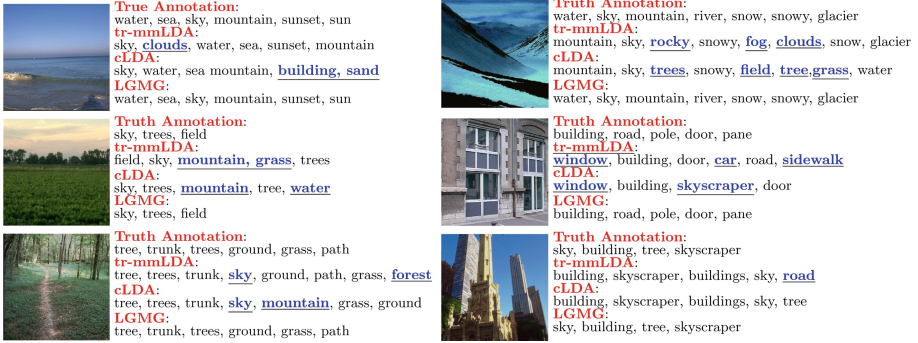 True Annotation:
water, sea, sky, mountain, sunset, sun
tr-mmLDA:
sky, clouds, water, sea, sunset, mountain
cLDA:
sky, water, sea mountain, building, sand
LGMG:
water, sea, sky, mountain, sunset, sun
Truth Annotation:
sky, trees, field
tr-mmLDA:
field, sky, mountain, grass, trees
cLDA:
sky, trees, mountain, tree, water
LGMG:
sky, trees, field
Truth Annotation:
tree, trunk, trees, ground, grass, path
tr-mmLDA:
tree, trees, trunk, sky, ground, path, grass, forest
cLDA:
tree, trees, trunk, sky, mountain, grass, ground
LGMG:
tree, trunk, trees, ground, grass, path
Truth Annotation:
water, sky, mountain, river, snow, snowy, glacier
tr-mmLDA:
mountain, sky, rocky, snowy, fog, clouds, snow, glacier
cLDA:
mountain, sky, trees, snowy, field, tree,grass, water
LGMG:
water, sky, mountain, river, snow, snowy, glacier
Truth Annotation:
building, road, pole, door, pane
tr-mmLDA:
window, building, door, car, road, sidewalk
cLDA:
window, building, skyscraper, door
LGMG:
building, road, pole, door, pane
Truth Annotation:
sky, building, tree, skyscraper
tr-mmLDA:
building, skyscraper, buildings, sky, road
cLDA:
building, skyscraper, buildings, sky, tree
LGMG:
sky, building, tree, skyscraper